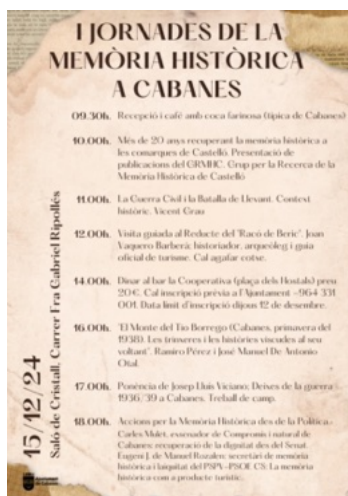 I JORNADES DE LA
MEMÒRIA HISTÒRICA
A CABANES
09.30h. Recepció i café amb coca farinosa (típica de Cabanes)
10.00h. Més de 20 anys recuperant la memòria històrica a
les comarques de Castelló. Presentació de
publicacions del GRMHC. Grup per la Recerca de la
Memòria Històrica de Castelló
11.00h. La Guerra Civil i la Batalla de Llevant. Context
històric. Vicent Grau
12.00h. Visita guiada al Reducte del "Racó de Beric". Joan
Vaquero Barberà; historiador, arqueòleg i guia
oficial de turisme. Cal agafar cotxe.
14.00h. Dinar al bar la Cooperativa (plaça dels Hostals) preu
20€. Cal inscripció prèvia a l'Ajuntament -964 331
001. Data límit d'inscripció dijous 12 de desembre.
16.00h. "El Monte del Tio Borrego (Cabanes, primavera del
1938). Les trinxeres i les històries viscudes al seu
voltant". Ramiro Pérez i José Manuel De Antonio
Otal.
17.00h. Ponència de Josep Lluís Viciano; Deixes de la guerra
1936/39 a Cabanes. Treball de camp.
18.00h. Accions per la Memòria Històrica des de la Política.-
Carles Mulet, exsenador de Compromís i natural de
Cabanes: recuperació de la dignitat des del Senat.
Eugeni J. de Manuel Rozalén: secretari de memòria
històrica i laïcitat del PSPV-PSOE CS: La memòria
històrica com a producte turístic.
15/12/24
Saló de Cristall. Carrer Fra Gabriel Ripollés